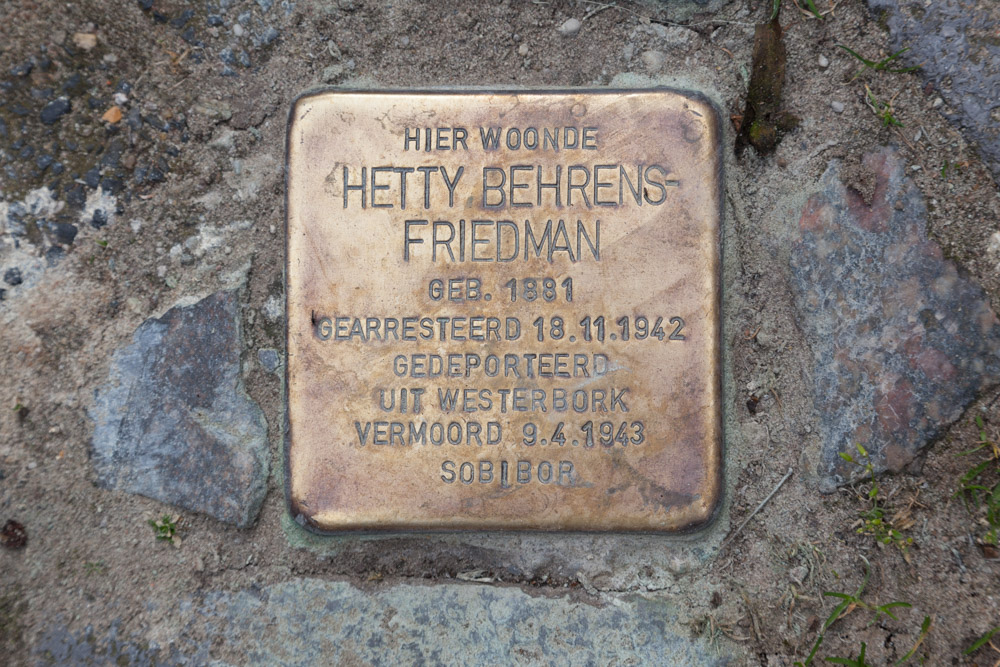 HIER WOONDE
HETTY BEHRENS-
FRIEDMAN
GEB. 1881
GEARRESTEERD 18.11.1942
GEDEPORTEERD
UIT WESTERBORK
VERMOORD 9.4.1943
SOBIBOR